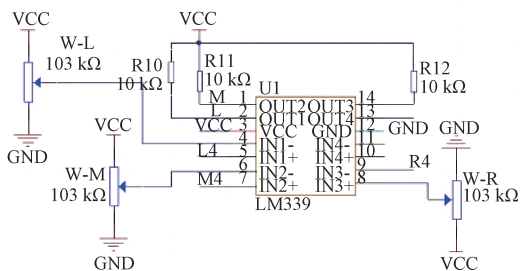 VCC
VCC
W-L
103 kΩ
GND
R10
10 kΩ
R11
10 kΩ
R12
10 kΩ
U1
M
1
OUT2
OUT3
14
L
2
OUT1
OUT4
13
VCC
3
VCC
GND
12
GND
4
IN1-
IN4-
11
L4
5
IN1+
IN4+
10
6
IN2-
IN3-
9
R4
M4
7
IN2+
IN3+
8
LM339
VCC
W-M
103 kΩ
GND
GND
W-R
103 kΩ
VCC